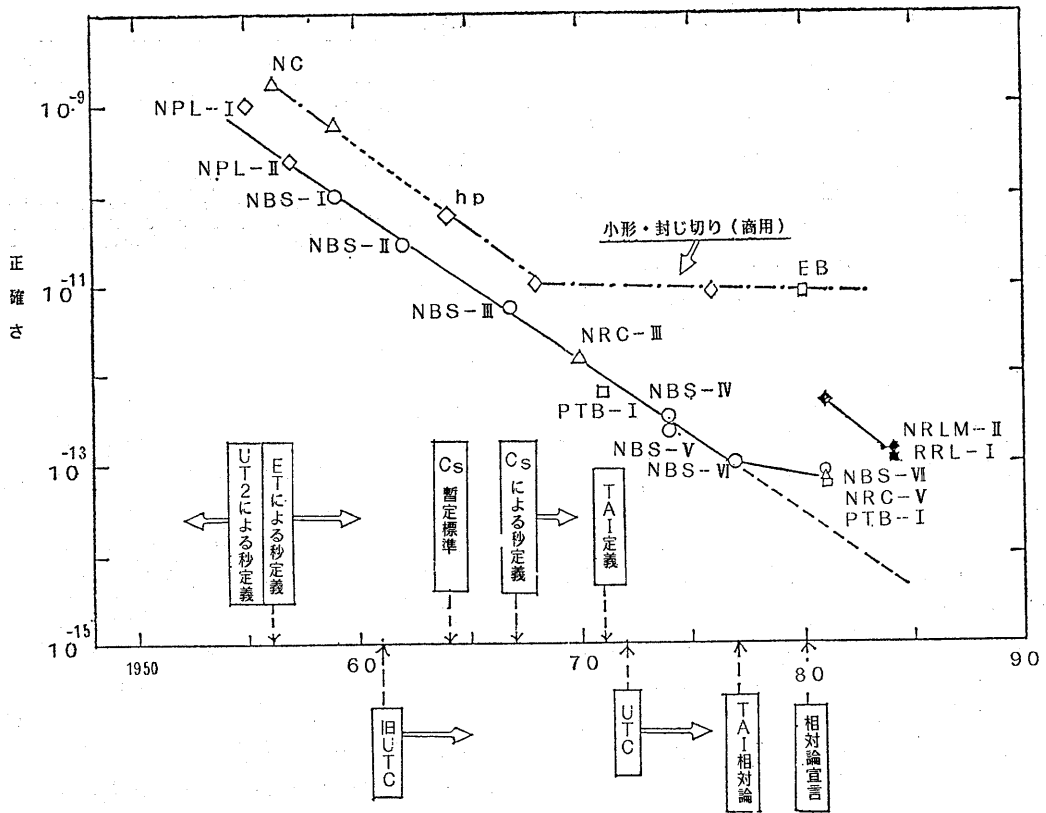 NC
10⁻⁹
NPL-Ⅰ
NPL-Ⅱ
NBS-Ⅰ
hp
NBS-Ⅱ
小形・封じ切り(商用)
EB
正確さ
10⁻¹¹
NBS-Ⅲ
NRC-Ⅲ
PTB-Ⅰ
NBS-Ⅳ
NBS-Ⅴ
NBS-Ⅵ
NRLM-Ⅱ
RRL-Ⅰ
10⁻¹³
NBS-Ⅵ
NRC-Ⅴ
PTB-Ⅰ
UT2による秒定義
ETによる秒定義
Cs暫定標準
Csによる秒定義
TAI定義
10⁻¹⁵
1950
60
70
80
90
旧UTC
UTC
TAI相対論
相対論宣言